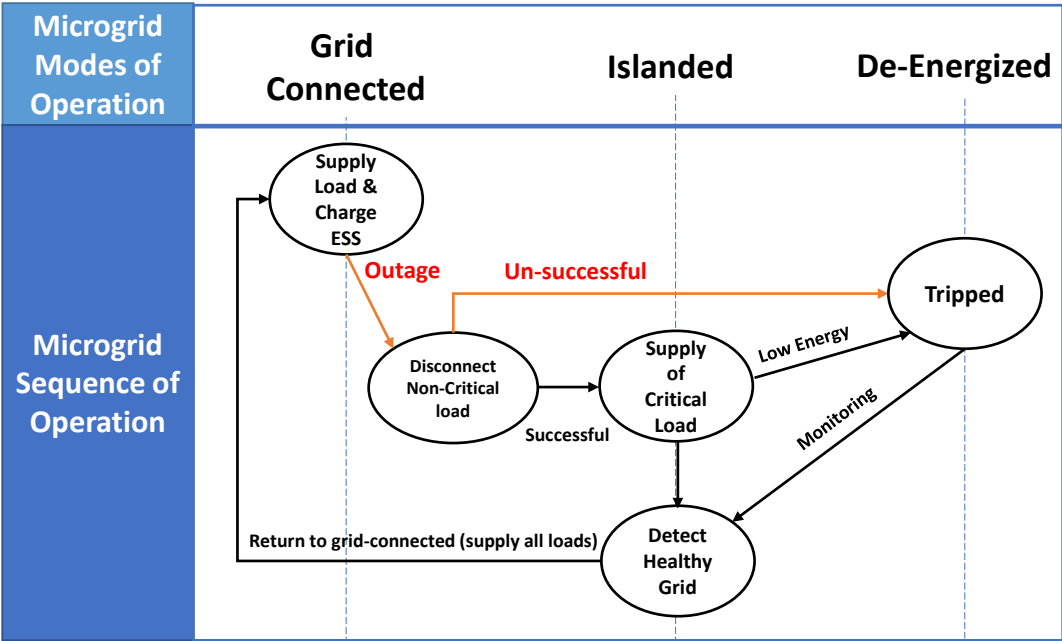 Microgrid
Modes of
Operation
Grid
Connected
Islanded
De-Energized
Microgrid
Sequence of
Operation
Supply
Load &
Charge
ESS
Outage
Un-successful
Tripped
Disconnect
Non-Critical
load
Successful
Supply
of
Critical
Load
Low Energy
Monitoring
Return to grid-connected (supply all loads)
Detect
Healthy
Grid